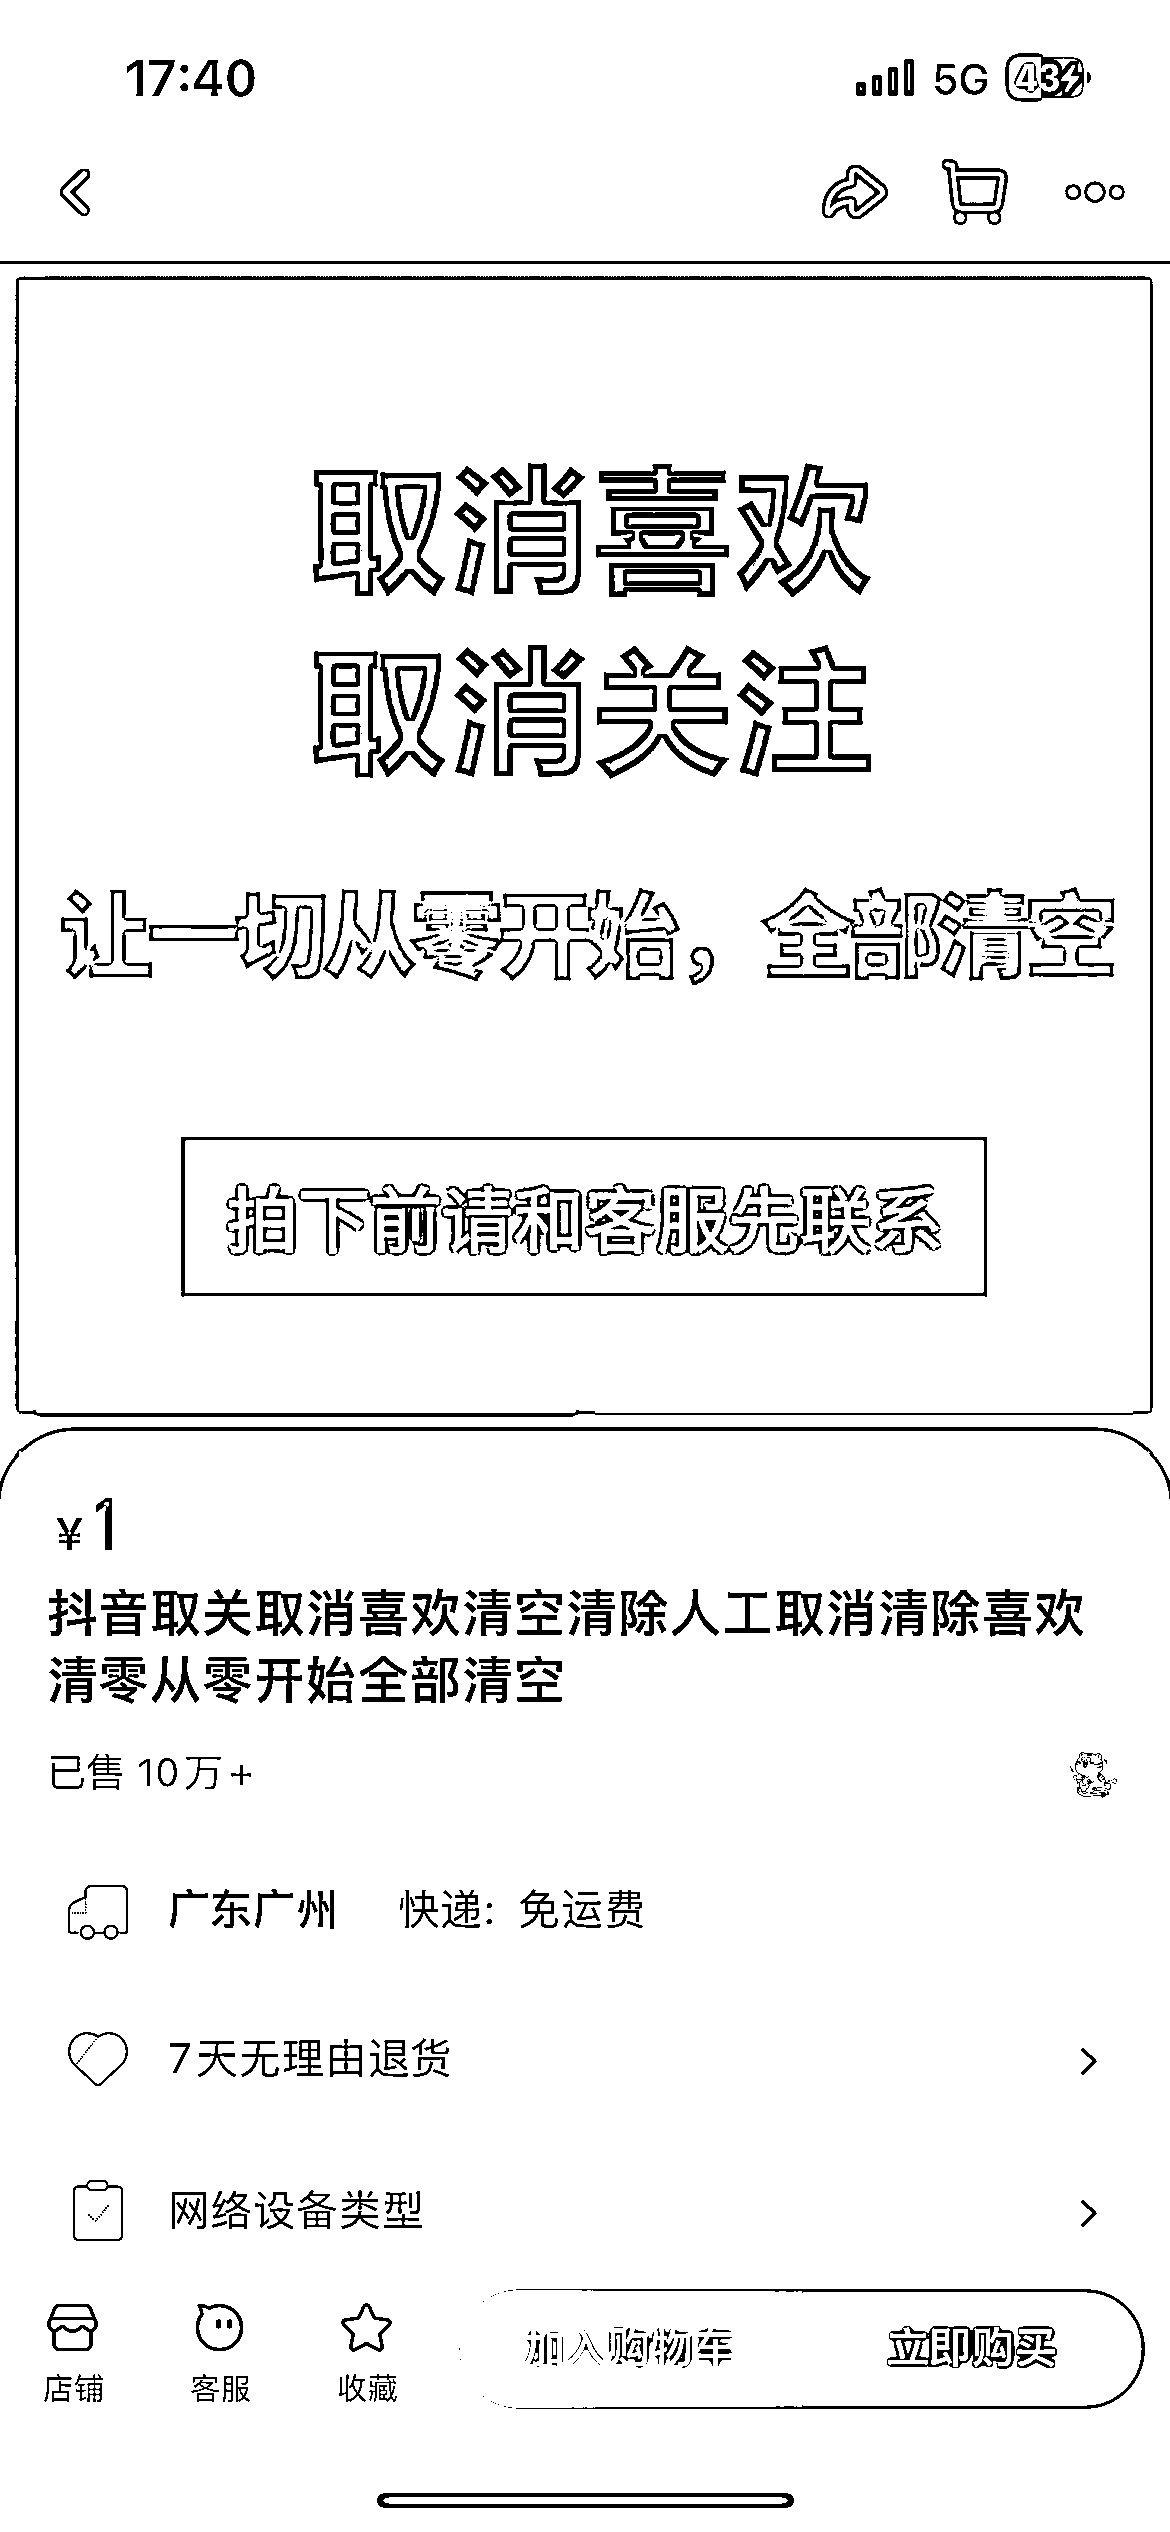 17:40
5G 43
取消喜欢
取消关注
让一切从零开始，全部清空
拍下前请和客服先联系
¥1
抖音取关取消喜欢清空清除人工取消清除喜欢
清零从零开始全部清空
已售 10万+
广东广州 快递: 免运费
7天无理由退货
网络设备类型
店铺 客服 收藏 加入购物车 立即购买